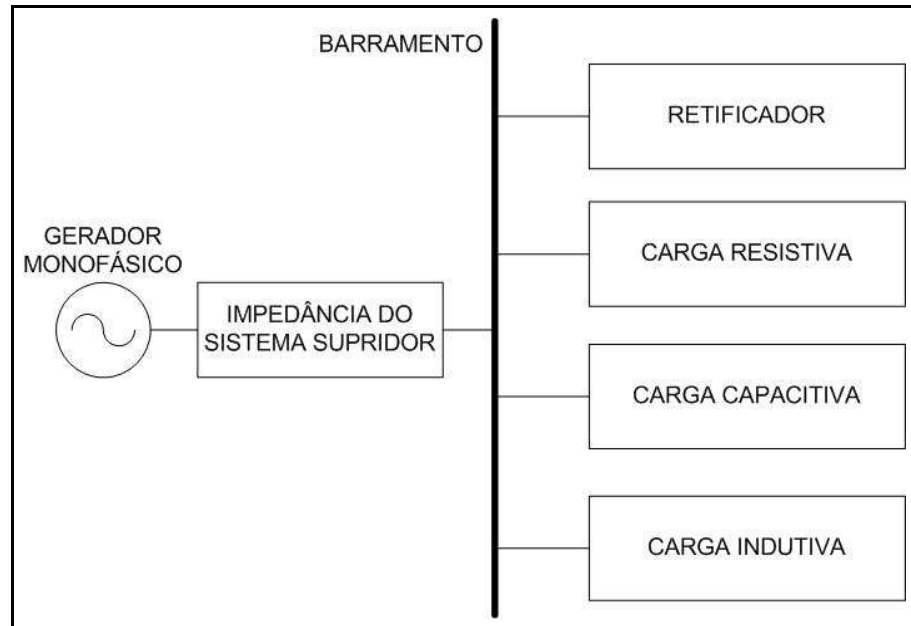 BARRAMENTO
RETIFICADOR
CARGA RESISTIVA
GERADOR
MONOFÁSICO
IMPEDÂNCIA DO
SISTEMA SUPRIDOR
CARGA CAPACITIVA
CARGA INDUTIVA